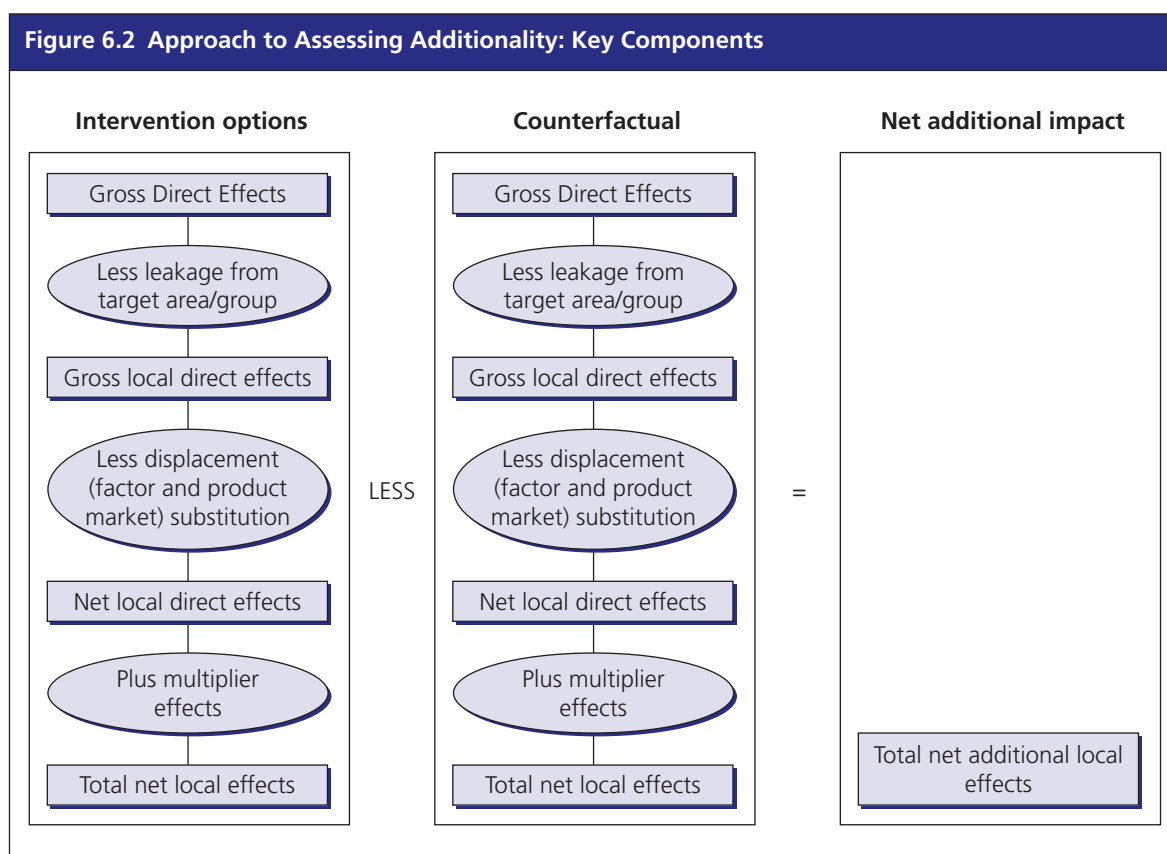 Figure 6.2 Approach to Assessing Additionality: Key Components
Intervention options
Gross Direct Effects
Less leakage from
target area/group
Gross local direct effects
Less displacement
(factor and product
market) substitution
Net local direct effects
Plus multiplier
effects
Total net local effects
LESS
Counterfactual
Gross Direct Effects
Less leakage from
target area/group
Gross local direct effects
Less displacement
(factor and product
market) substitution
Net local direct effects
Plus multiplier
effects
Total net local effects
=
Net additional impact
Total net additional local
effects